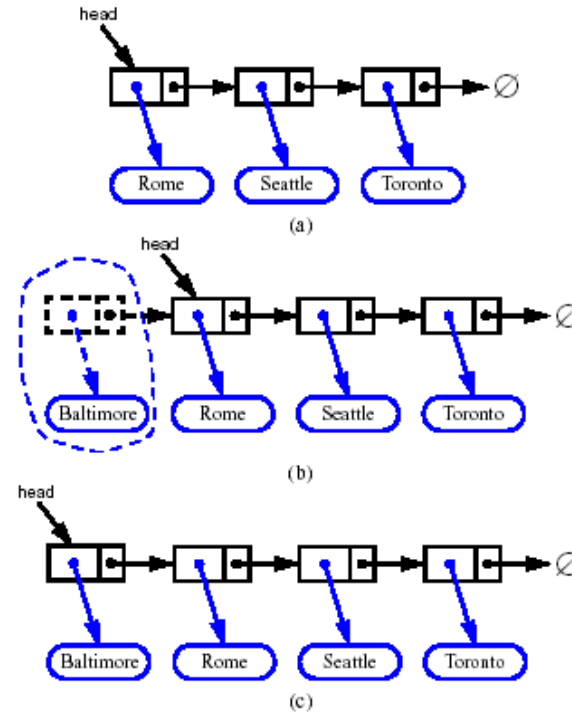 head
∅
Rome Seattle Toronto
(a)
head
∅
Baltimore Rome Seattle Toronto
(b)
head
∅
Baltimore Rome Seattle Toronto
(c)